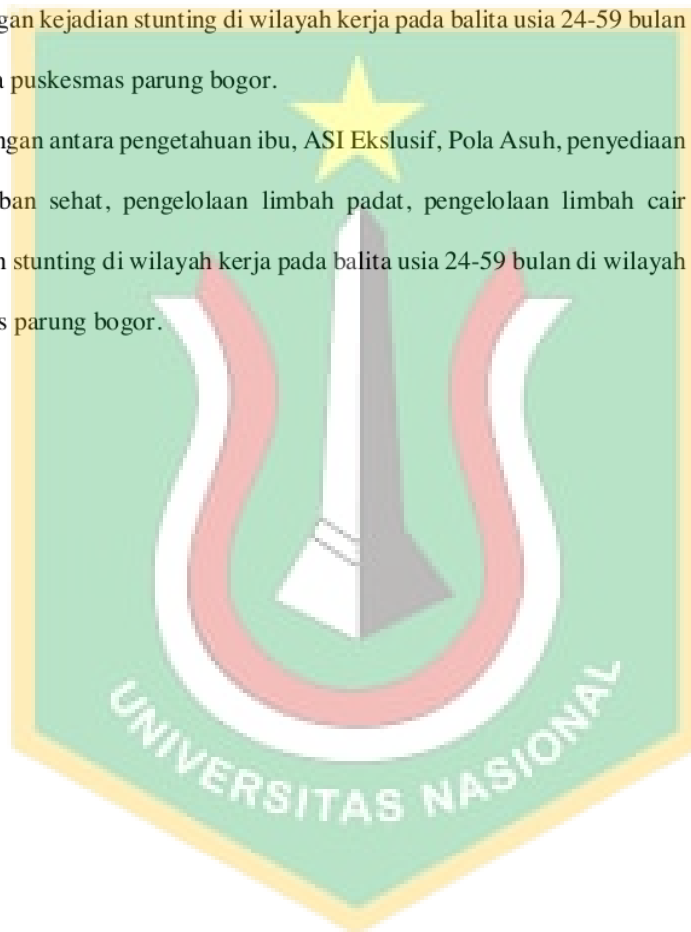 gan kejadian stunting di wilayah kerja pada balita usia 24-59 bulan
puskesmas parung bogor.
ngan antara pengetahuan ibu, ASI Ekslusif, Pola Asuh, penyediaan
ban sehat, pengelolaan limbah padat, pengelolaan limbah cair
stunting di wilayah kerja pada balita usia 24-59 bulan di wilayah
s parung bogor.
UNIVERSITAS NASIONAL